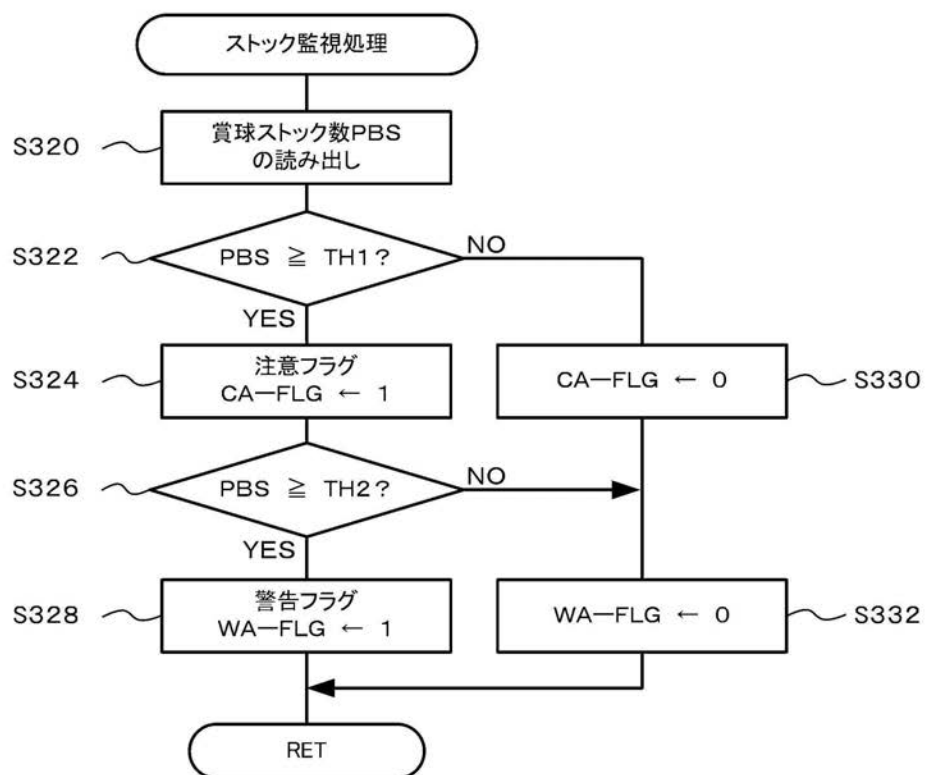 ストック監視処理
S320
賞球ストック数PBS
の読み出し
S322
PBS ≧ TH1?
NO
YES
S324
注意フラグ
CA-FLG ← 1
CA-FLG ← 0
S330
S326
PBS ≧ TH2?
NO
YES
S328
警告フラグ
WA-FLG ← 1
WA-FLG ← 0
S332
RET